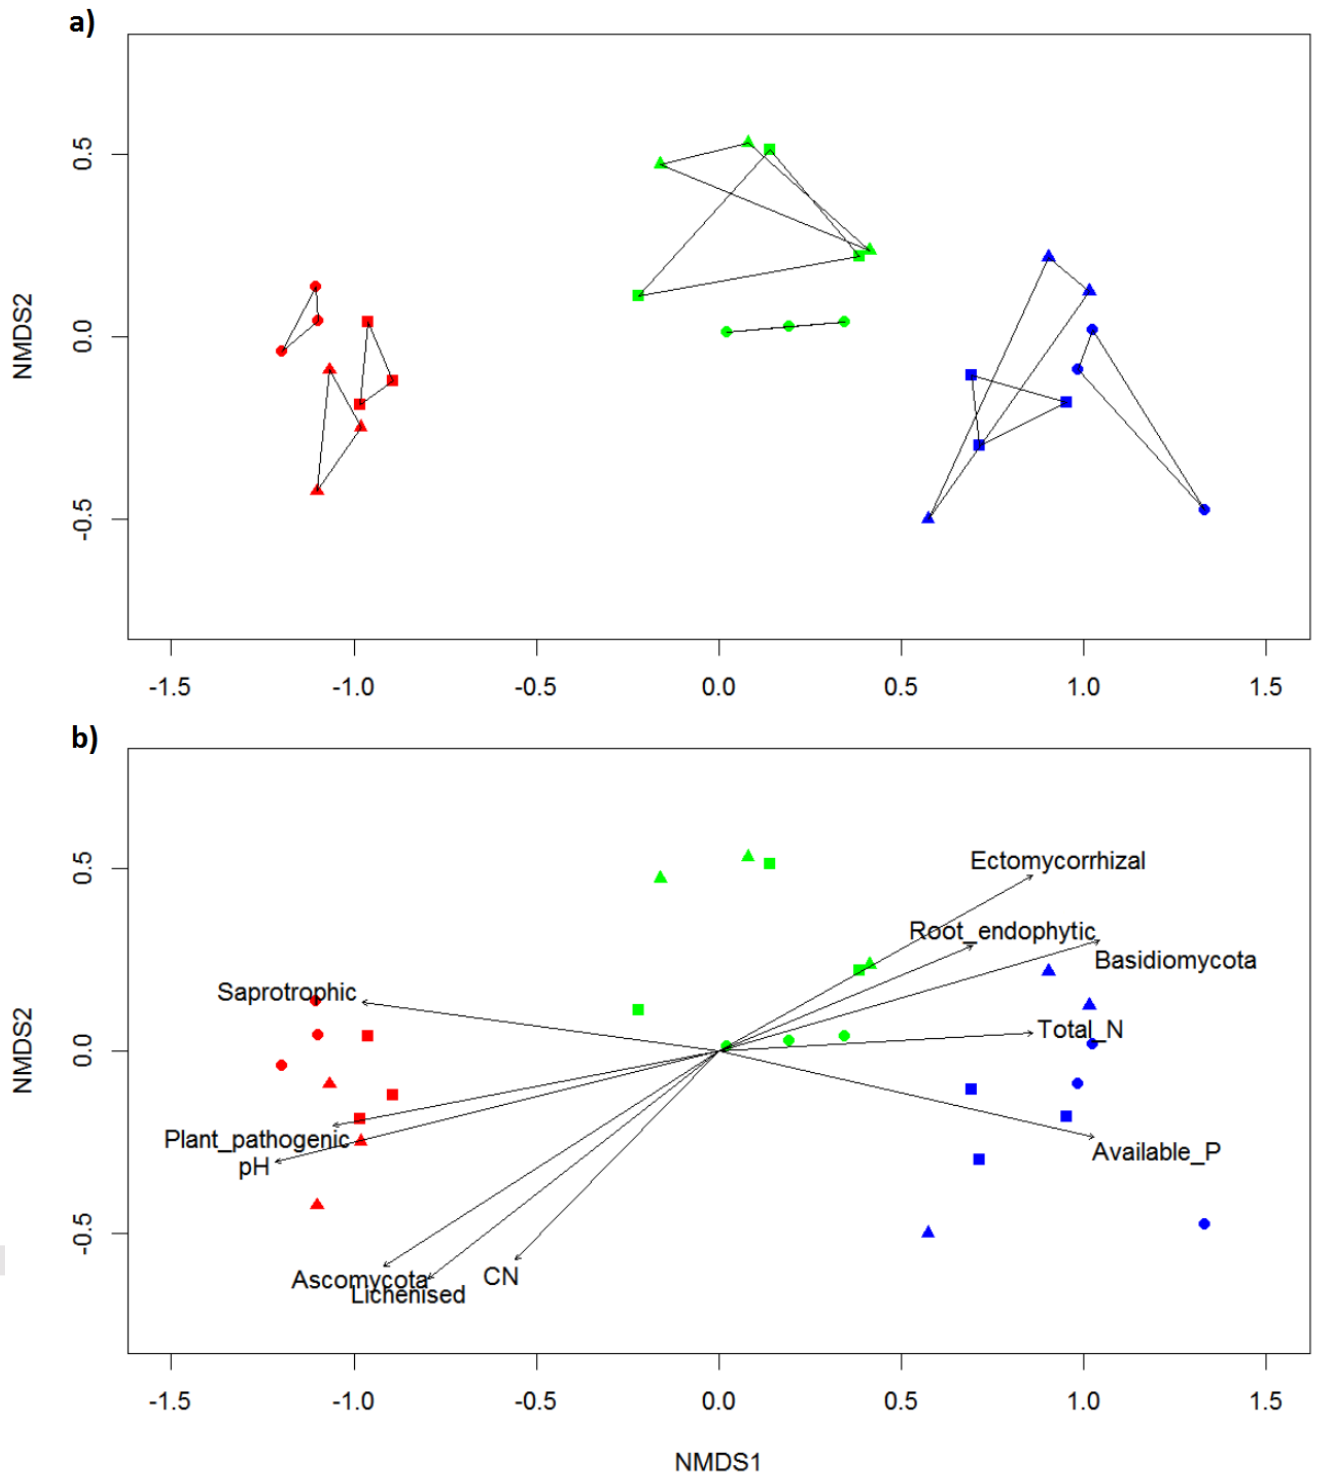 a)
0.5
0.0
-0.5
NMDS2
-1.5 -1.0 -0.5 0.0 0.5 1.0 1.5
b)
0.5
0.0
-0.5
NMDS2
Ectomycorrhizal
Root_endophytic
Basidiomycota
Saprotrophic
Total_N
Plant_pathogenic
pH
Available_P
Ascomycota
Lichenised
CN
-1.5 -1.0 -0.5 0.0 0.5 1.0 1.5
NMDS1